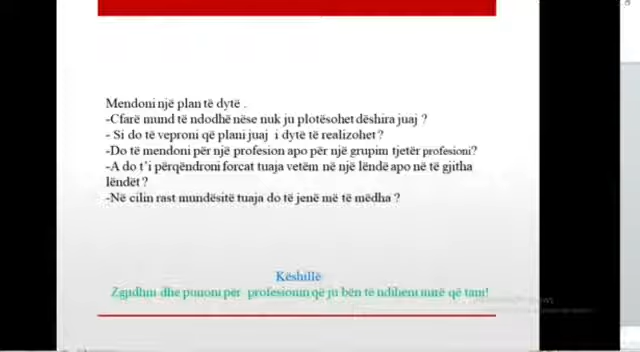 Mendoni një plan të dytë .
-Cfarë mund të ndodhë nëse nuk ju plotësohet dëshira juaj ?
- Si do të veproni që plani juaj i dytë të realizohet ?
-Do të mendoni për një profesion apo për një grupim tjetër profesioni?
-A do t'i përqëndroni forcat tuaja vetëm në një lëndë apo në të gjitha
lëndët ?
-Në cilin rast mundësitë tuaja do të jenë më të mëdha ?
Këshillë
Zgjidhni dhe punoni për profesionin që ju bën të ndiheni mirë që tani!